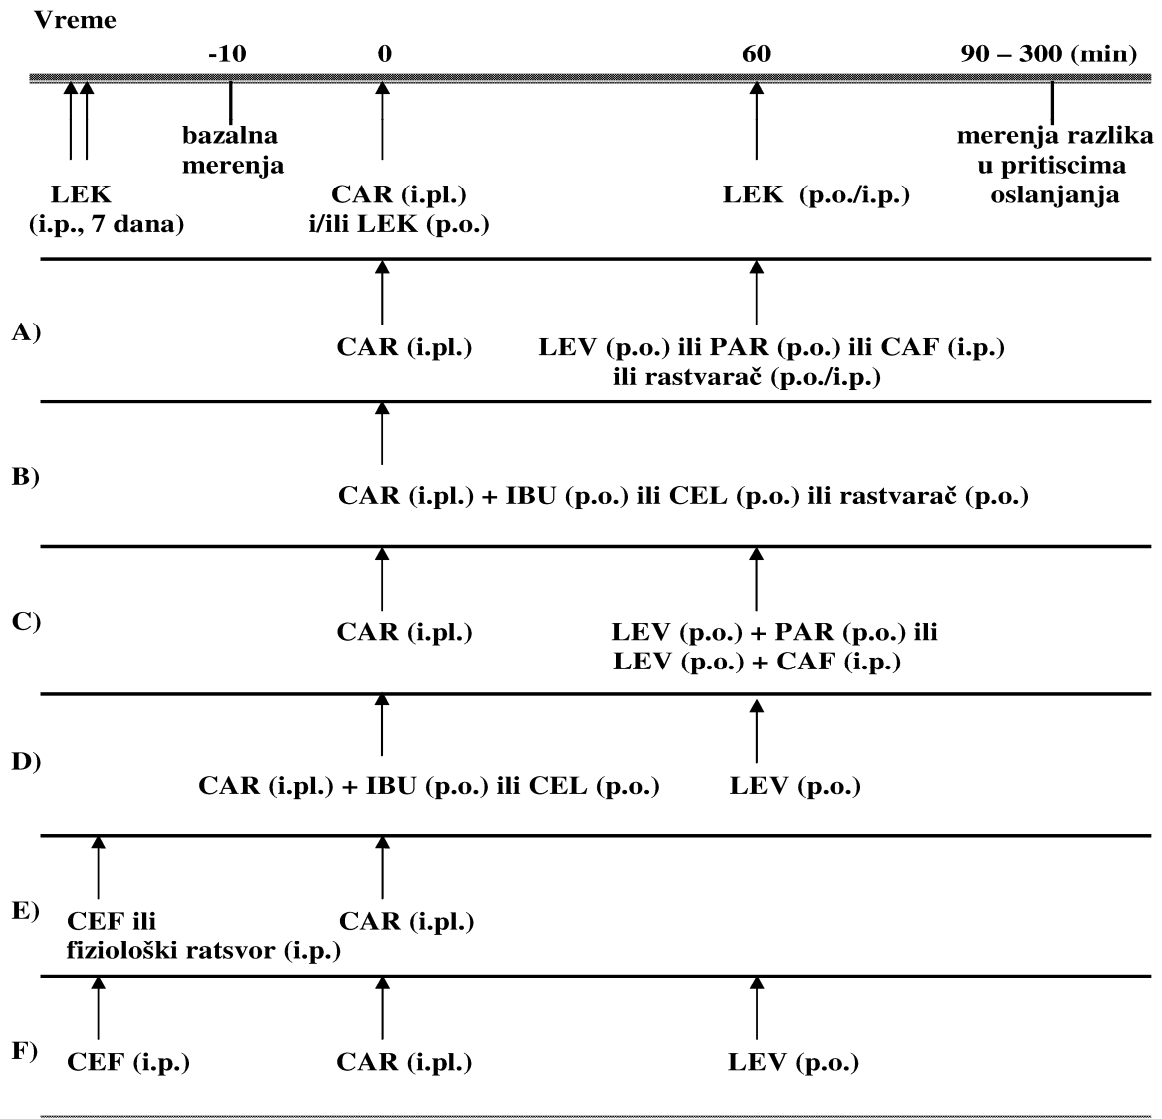 Vreme
-10 0 60 90 – 300 (min)
bazalna
merenja
merenja razlika
u pritiscima
oslanjanja
LEK
(i.p., 7 dana)
CAR (i.pl.)
i/ili LEK (p.o.)
LEK (p.o./i.p.)
A)
CAR (i.pl.)
LEV (p.o.) ili PAR (p.o.) ili CAF (i.p.)
ili rastvarač (p.o./i.p.)
B)
CAR (i.pl.) + IBU (p.o.) ili CEL (p.o.) ili rastvarač (p.o.)
C)
CAR (i.pl.)
LEV (p.o.) + PAR (p.o.) ili
LEV (p.o.) + CAF (i.p.)
D)
CAR (i.pl.) + IBU (p.o.) ili CEL (p.o.)
LEV (p.o.)
E)
CEF ili
fiziološki ratsvor (i.p.)
CAR (i.pl.)
F)
CEF (i.p.)
CAR (i.pl.)
LEV (p.o.)